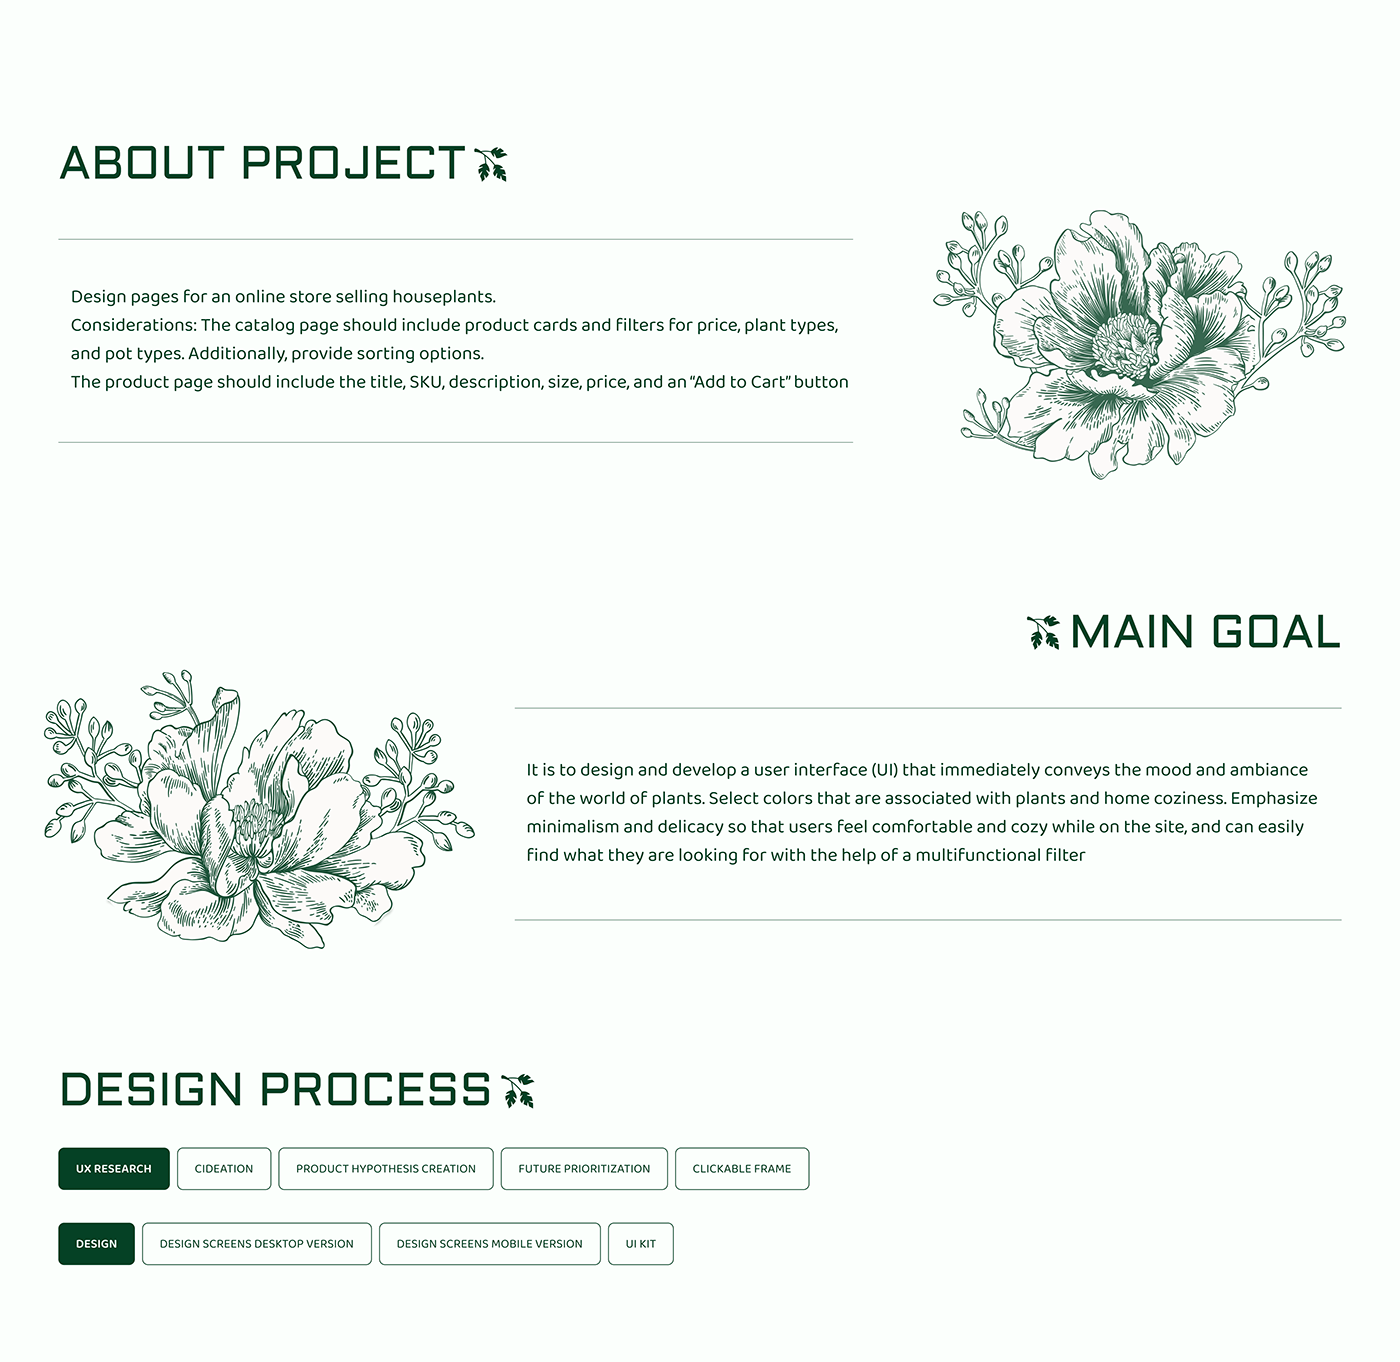 ABOUT PROJECT
Design pages for an online store selling houseplants.
Considerations: The catalog page should include product cards and filters for price, plant types,
and pot types. Additionally, provide sorting options.
The product page should include the title, SKU, description, size, price, and an “Add to Cart” button
MAIN GOAL
It is to design and develop a user interface (UI) that immediately conveys the mood and ambiance
of the world of plants. Select colors that are associated with plants and home coziness. Emphasize
minimalism and delicacy so that users feel comfortable and cozy while on the site, and can easily
find what they are looking for with the help of a multifunctional filter
DESIGN PROCESS
UX RESEARCH CIDEATION PRODUCT HYPOTHESIS CREATION FUTURE PRIORITIZATION CLICKABLE FRAME
DESIGN DESIGN SCREENS DESKTOP VERSION DESIGN SCREENS MOBILE VERSION UI KIT